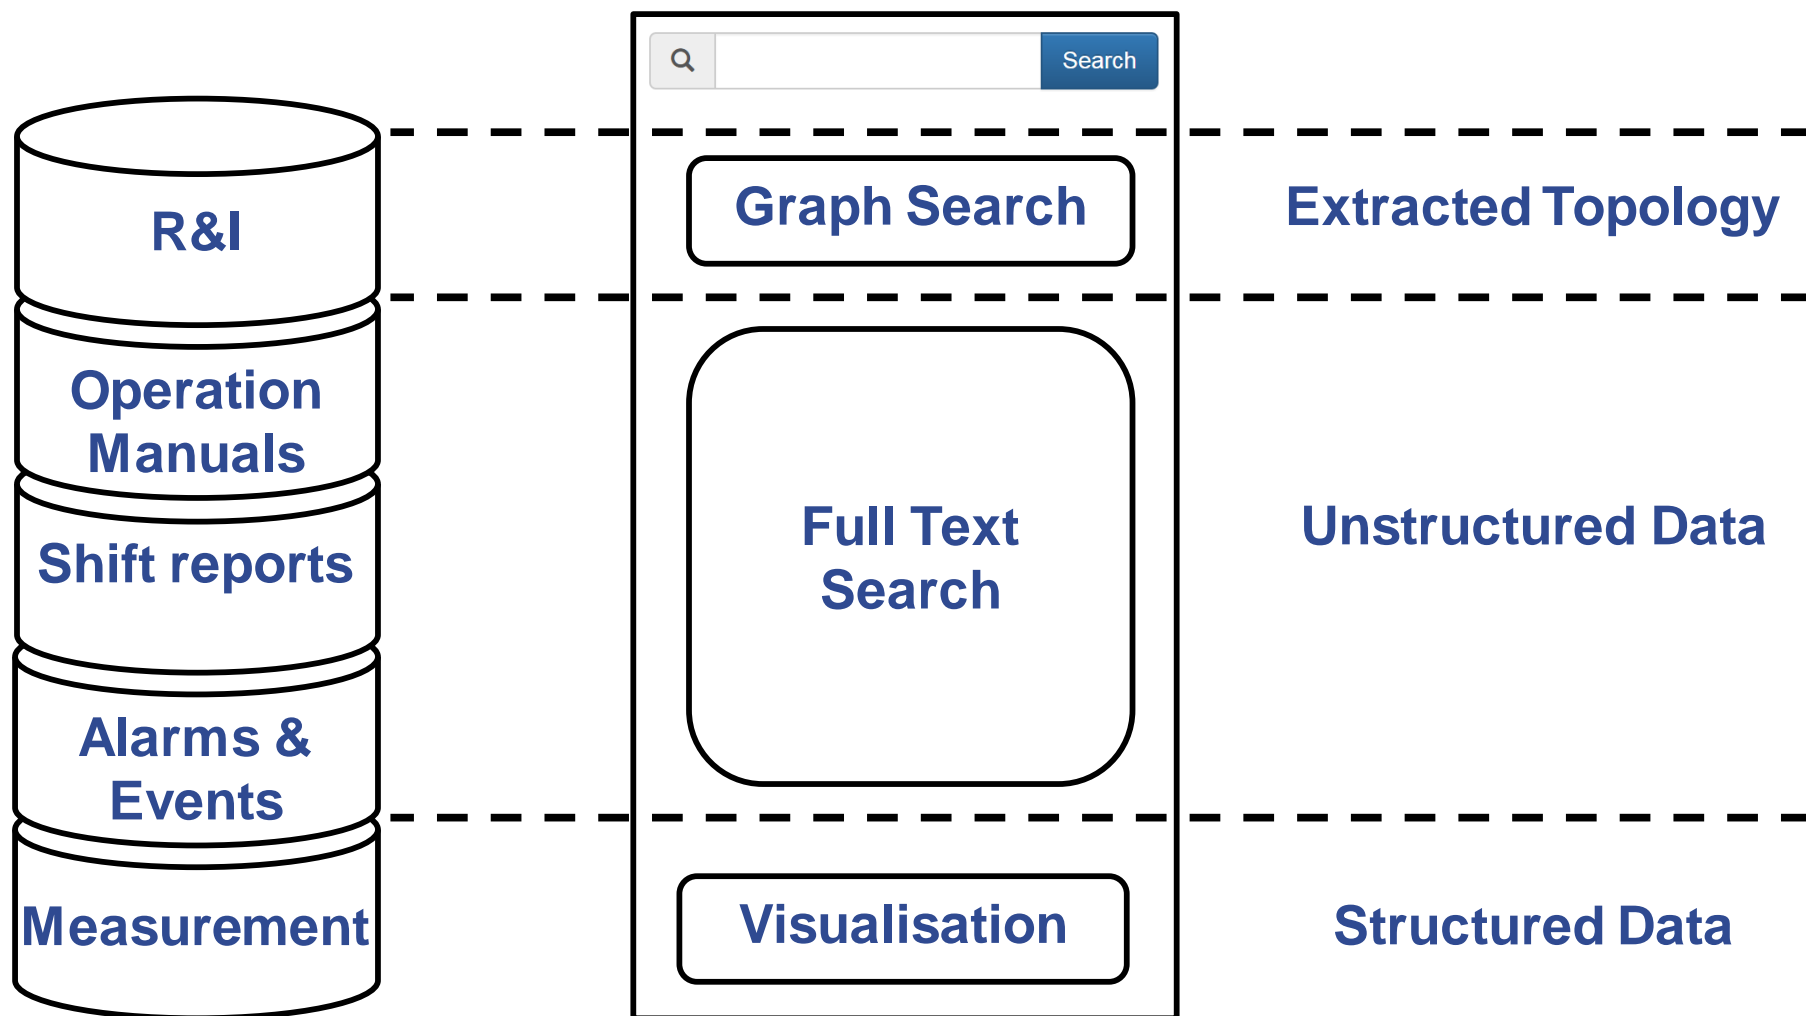 Search
R&I
Graph Search
Extracted Topology
Operation
Manuals
Shift reports
Alarms &
Events
Full Text
Search
Unstructured Data
Measurement
Visualisation
Structured Data